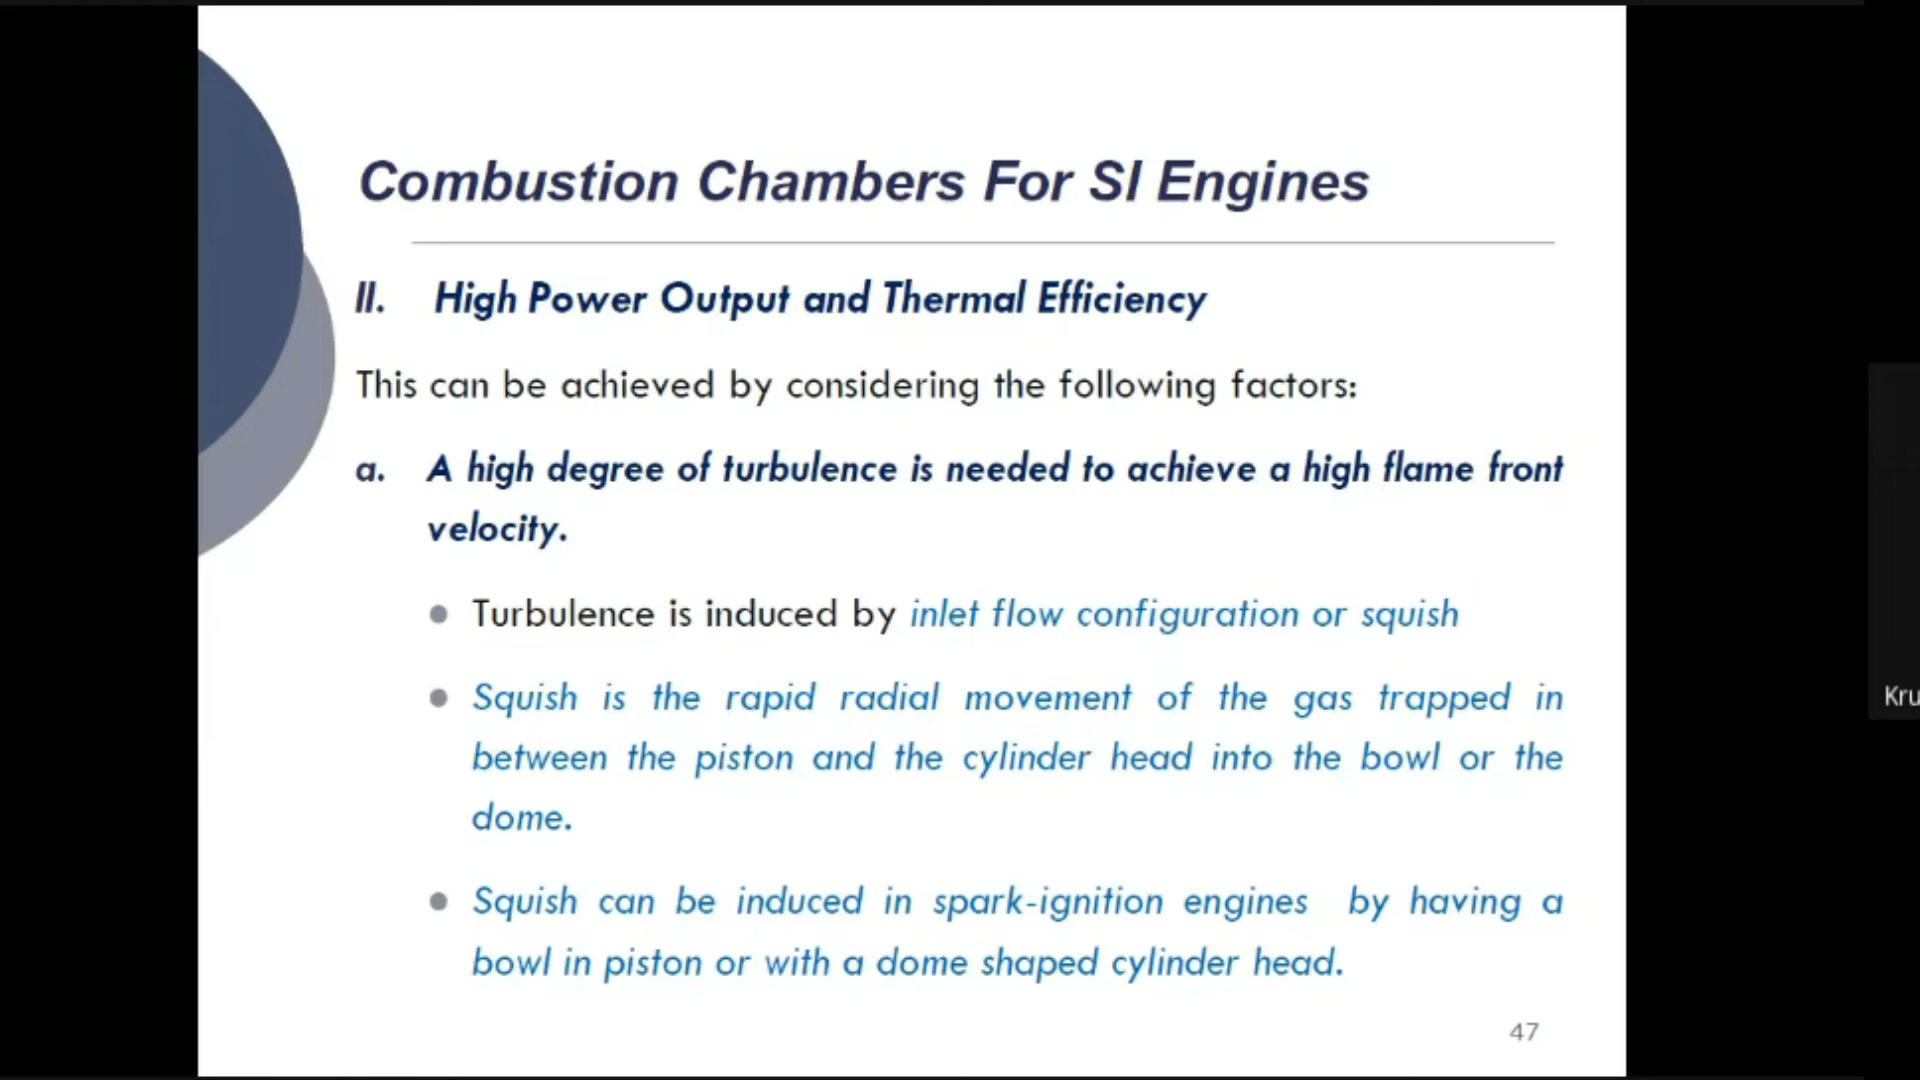 Combustion Chambers For SI Engines
II. High Power Output and Thermal Efficiency
This can be achieved by considering the following factors:
a. A high degree of turbulence is needed to achieve a high flame front
velocity.
Turbulence is induced by inlet flow configuration or squish
Squish is the rapid radial movement of the gas trapped in
between the piston and the cylinder head into the bowl or the
dome.
Squish can be induced in spark-ignition engines by having a
bowl in piston or with a dome shaped cylinder head.
47
Kru